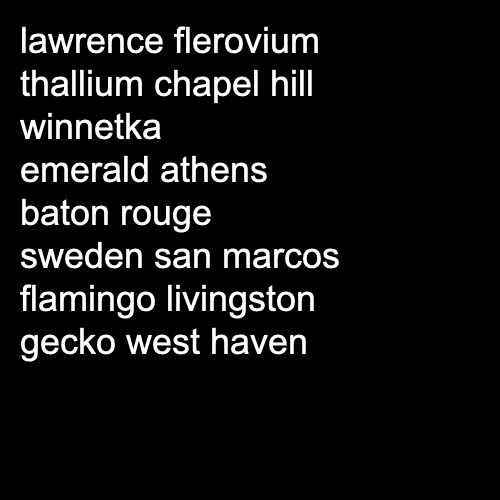 lawrence flerovium
thallium chapel hill
winnetka
emerald athens
baton rouge
sweden san marcos
flamingo livingston
gecko west haven